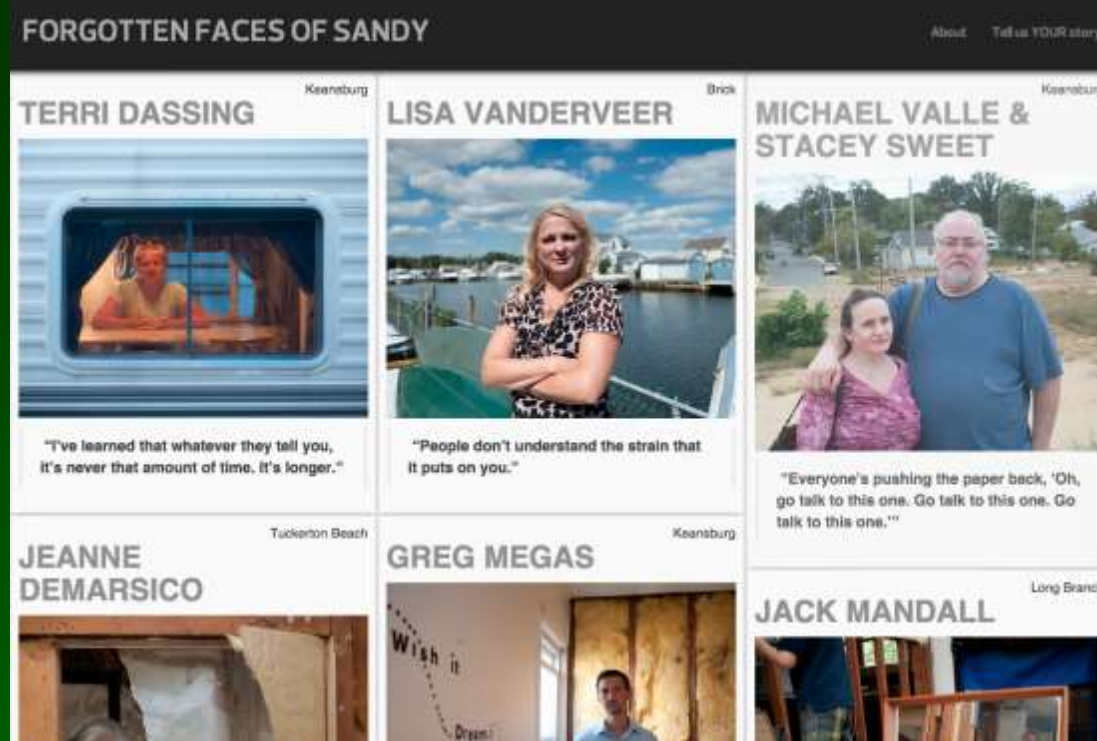 FORGOTTEN FACES OF SANDY
About
Tell us YOUR story
Keansburg
TERRI DASSING
"I've learned that whatever they tell you,
it's never that amount of time. It's longer."
Brick
LISA VANDERVEER
"People don't understand the strain that
it puts on you."
Keansburg
MICHAEL VALLE &
STACEY SWEET
"Everyone's pushing the paper back, 'Oh,
go talk to this one. Go talk to this one. Go
talk to this one.'"
Tuckerton Beach
JEANNE
DEMARSICO
Keansburg
GREG MEGAS
Wish it
Dream
Long Branch
JACK MANDALL